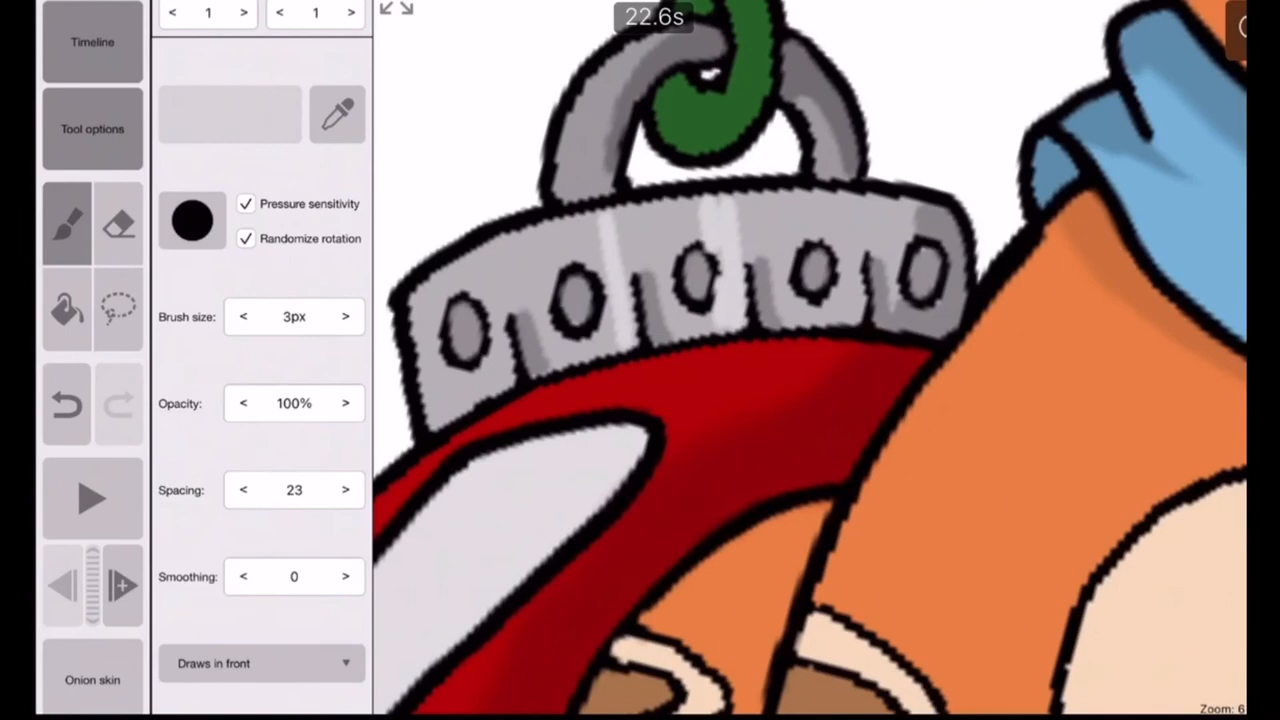 Timeline
< 1 >
< 1 >
22.6s
Tool options
Pressure sensitivity
Randomize rotation
Brush size: < 3px >
Opacity: < 100% >
Spacing: < 23 >
Smoothing: < 0 >
Draws in front
Onion skin
Zoom: 6